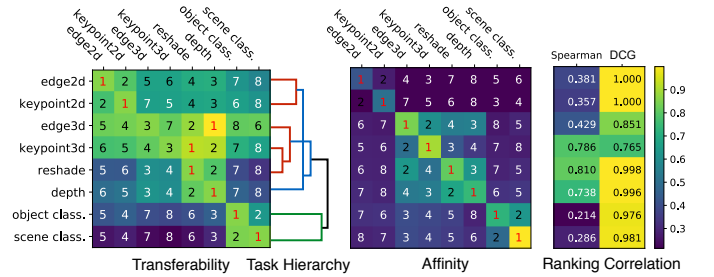 edge2d keypoint2d edge3d keypoint3d reshade depth object class. scene class. edge2d keypoint2d edge3d keypoint3d reshade depth object class. scene class. Spearman DCG
edge2d 1 2 5 6 4 3 7 8 1 2 4 3 7 8 5 6 0.381 1.000
keypoint2d 2 1 7 5 4 3 6 8 2 1 7 5 6 8 3 4 0.357 1.000
edge3d 5 4 3 7 2 1 8 6 6 7 1 2 4 3 8 5 0.429 0.851
keypoint3d 6 5 4 3 1 2 7 8 6 8 2 1 3 4 7 5 0.786 0.765
reshade 5 6 3 4 1 2 7 8 6 8 2 4 1 3 7 5 0.810 0.998
depth 6 5 3 4 2 1 7 8 7 8 4 3 2 1 6 5 0.738 0.996
object class. 5 4 7 8 6 3 1 2 7 6 3 4 5 8 1 2 0.214 0.976
scene class. 5 4 7 8 6 3 2 1 7 6 3 4 5 8 2 1 0.286 0.981
0.9
0.8
0.7
0.6
0.5
0.4
0.3
Transferability Task Hierarchy Affinity Ranking Correlation